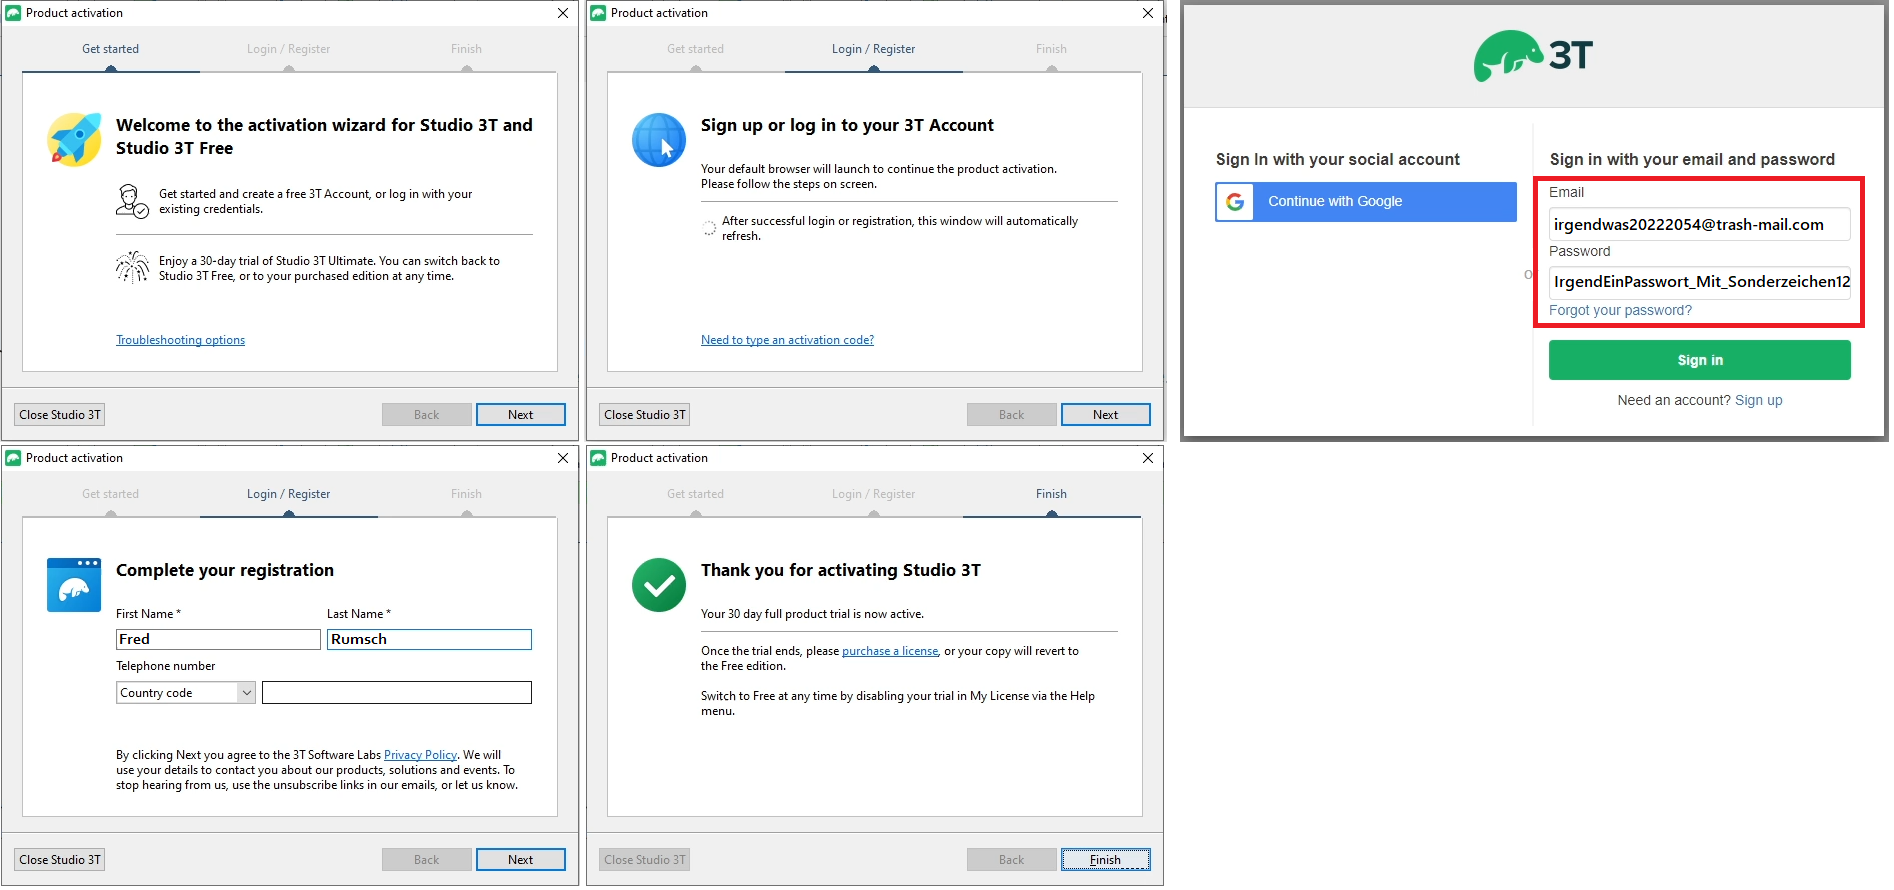 Product activation
Get started
Login / Register
Finish
Welcome to the activation wizard for Studio 3T and
Studio 3T Free
Get started and create a free 3T Account, or log in with your
existing credentials.
Enjoy a 30-day trial of Studio 3T Ultimate. You can switch back to
Studio 3T Free, or to your purchased edition at any time.
Troubleshooting options
Close Studio 3T
Back
Next
Product activation
Get started
Login / Register
Finish
Sign up or log in to your 3T Account
Your default browser will launch to continue the product activation.
Please follow the steps on screen.
After successful login or registration, this window will automatically
refresh.
Need to type an activation code?
Close Studio 3T
Back
Next
3T
Sign In with your social account
G Continue with Google
Sign in with your email and password
Email
irgendwas20222054@trash-mail.com
Password
IrgendEinPasswort_Mit_Sonderzeichen12
Forgot your password?
Sign in
Need an account? Sign up
Product activation
Get started
Login / Register
Finish
Complete your registration
First Name *
Last Name *
Fred
Rumsch
Telephone number
Country code
By clicking Next you agree to the 3T Software Labs Privacy Policy. We will
use your details to contact you about our products, solutions and events. To
stop hearing from us, use the unsubscribe links in our emails, or let us know.
Close Studio 3T
Back
Next
Product activation
Get started
Login / Register
Finish
Thank you for activating Studio 3T
Your 30 day full product trial is now active.
Once the trial ends, please purchase a license, or your copy will revert to
the Free edition.
Switch to Free at any time by disabling your trial in My License via the Help
menu.
Close Studio 3T
Back
Finish